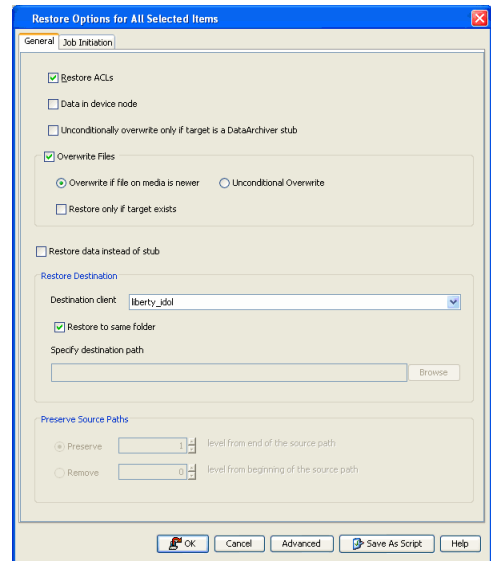 Restore Options for All Selected Items
General Job Initiation
Restore ACLs
Data in device node
Unconditionally overwrite only if target is a DataArchiver stub
Overwrite Files
Overwrite if file on media is newer Unconditional Overwrite
Restore only if target exists
Restore data instead of stub
Restore Destination
Destination client liberty_idol
Restore to same folder
Specify destination path
Browse
Preserve Source Paths
Preserve 1 level from end of the source path
Remove 0 level from beginning of the source path
OK Cancel Advanced Save As Script Help